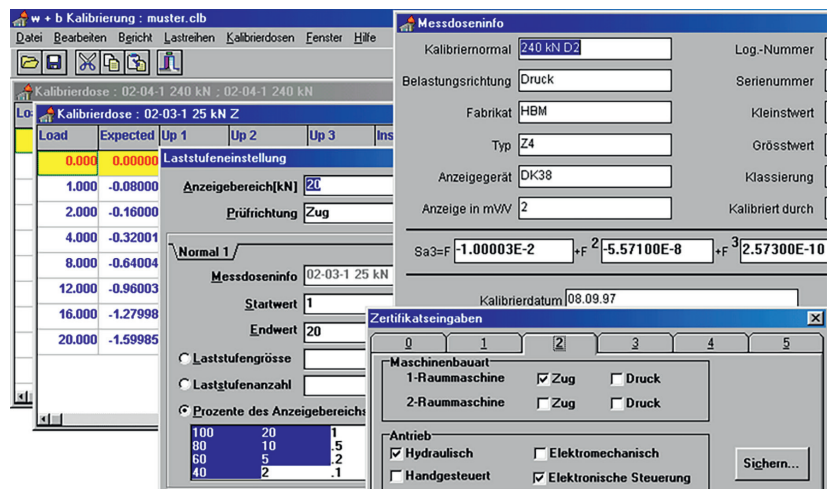 w + b Kalibrierung : muster.clb
Datei Bearbeiten Bericht Lastreihen Kalibrierdosen Fenster Hilfe
Kalibrierdose : 02-04-1 240 kN ; 02-04-1 240 kN
Lo
Kalibrierdose : 02-03-1 25 kN Z
Load Expected Up 1 Up 2 Up 3 Ins
0.000 0.00000
1.000 -0.08000
2.000 -0.16000
4.000 -0.32001
8.000 -0.64004
12.000 -0.96003
16.000 -1.27998
20.000 -1.59985
Laststufeneinstellung
Anzeigebereich[kN] 20
Prüfrichtung Zug
Normal 1
Messdoseninfo 02-03-1 25 kN
Startwert 1
Endwert 20
Laststufengrösse
Laststufenanzahl
Prozente des Anzeigebereichs
100 20 1
80 10 .5
60 5 .2
40 2 .1
Messdoseninfo
Kalibriernormal 240 kN D2 Log.-Nummer
Belastungsrichtung Druck Serienummer
Fabrikat HBM Kleinstwert
Typ Z4 Grösstwert
Anzeigegerät DK38 Klassierung
Anzeige in mV/V 2 Kalibriert durch
Sa3=F -1.00003E-2 +F 2 -5.57100E-8 +F 3 2.57300E-10
Kalibrierdatum 08.09.97
Zertifikatseingaben
0 1 2 3 4 5
Maschinenbauart
1-Raummaschine Zug Druck
2-Raummaschine Zug Druck
Antrieb
Hydraulisch Elektromechanisch
Handgesteuert Elektronische Steuerung
Sichern...